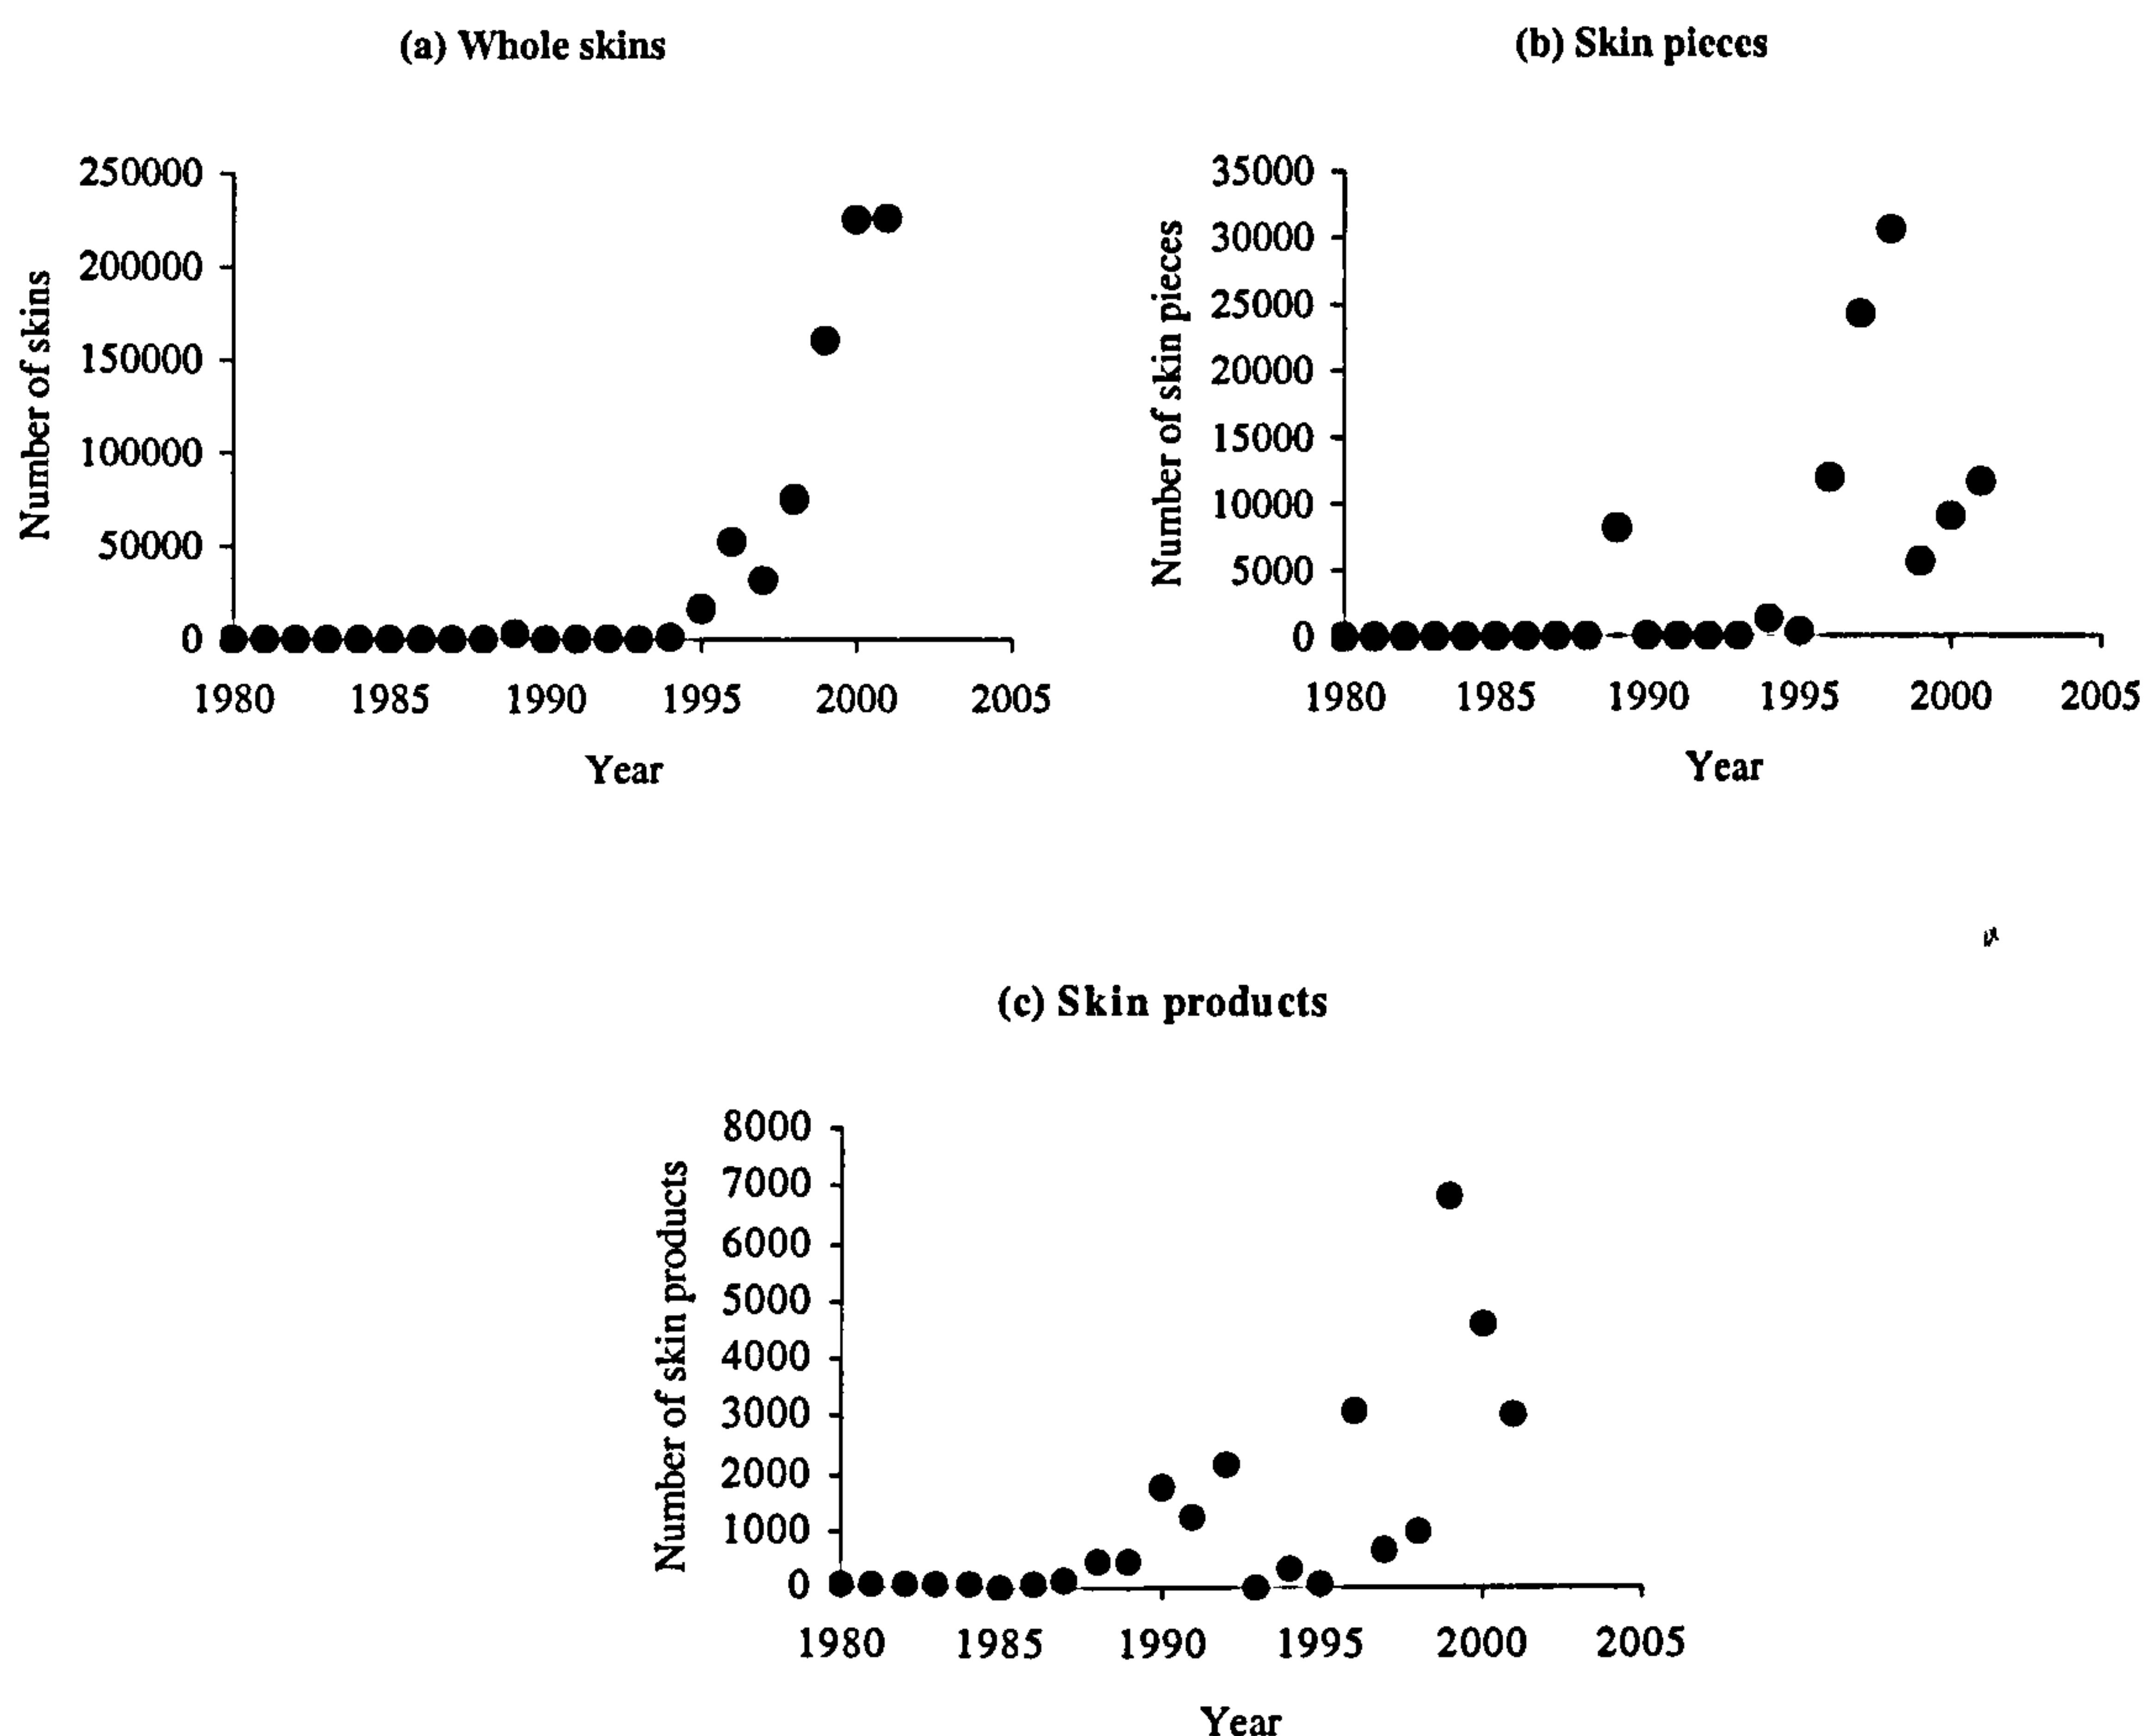 (a) Whole skins
250000
200000
150000
100000
50000
0
Number of skins
1980 1985 1990 1995 2000 2005
Year
(b) Skin pieces
35000
30000
25000
20000
15000
10000
5000
0
Number of skin pieces
1980 1985 1990 1995 2000 2005
Year
(c) Skin products
8000
7000
6000
5000
4000
3000
2000
1000
0
Number of skin products
1980 1985 1990 1995 2000 2005
Year